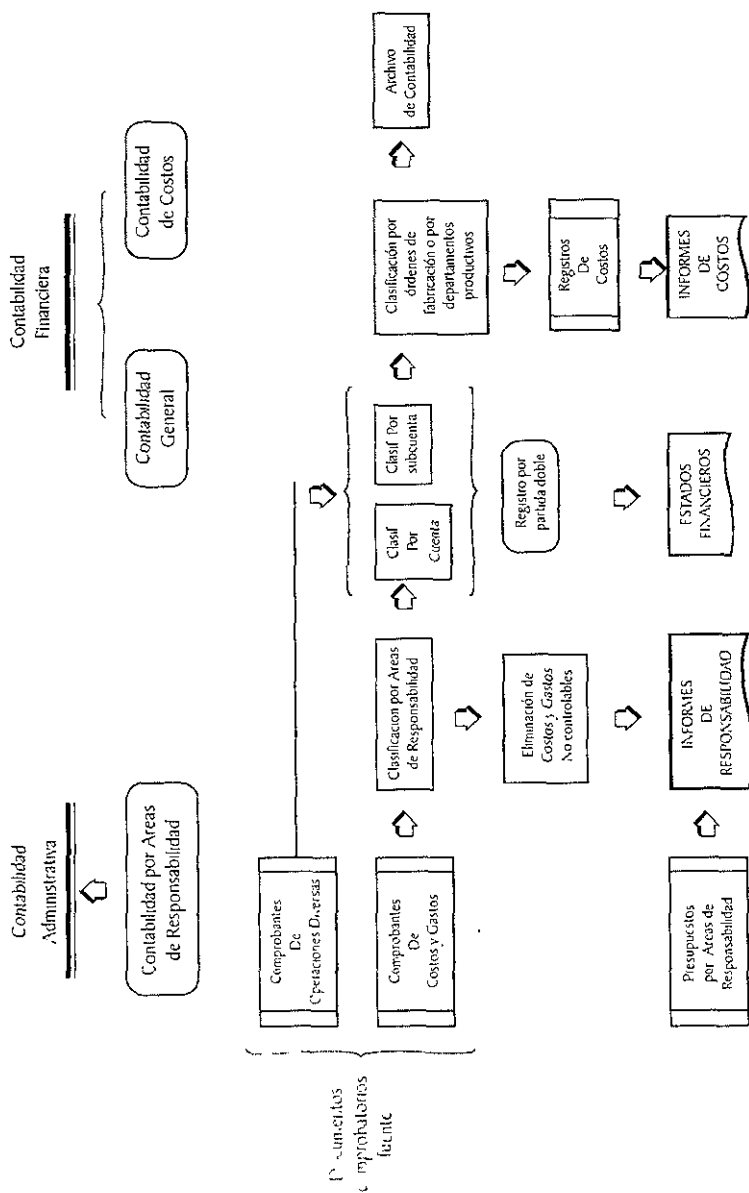 Contabilidad
Administrativa
Contabilidad
Financiera
Contabilidad por Areas
de Responsabilidad
Contabilidad
General
Contabilidad
de Costos
comprobatorios
fuente
Comprobantes
De
Operaciones Diversas
Comprobantes
De
Costos y Gastos
Clasificacion por Areas
de Responsabilidad
Clasif
Por
Cuenta
Clasif Por
subcuenta
Clasificación por
órdenes de
fabricación o por
departamentos
productivos
Archivo
de Contabilidad
Eliminación de
Costos y Gastos
No controlables
Registro por
partida doble
Registros
De
Costos
Presupuestos
por Areas de
Responsabilidad
INFORMES
DE
RESPONSABILIDAD
ESTADOS
FINANCIEROS
INFORMES
DE
COSTOS